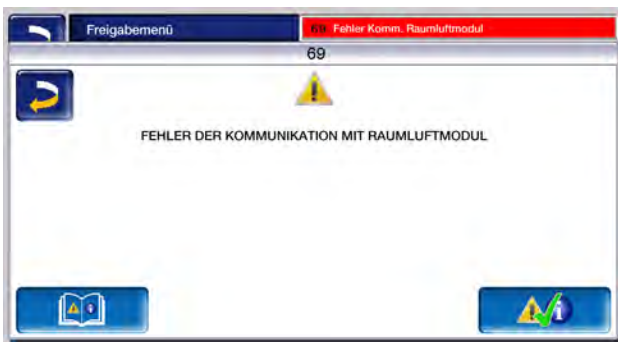 Freigabemenü
69 Fehler Komm. Raumluftmodul
69
FEHLER DER KOMMUNIKATION MIT RAUMLUFTMODUL